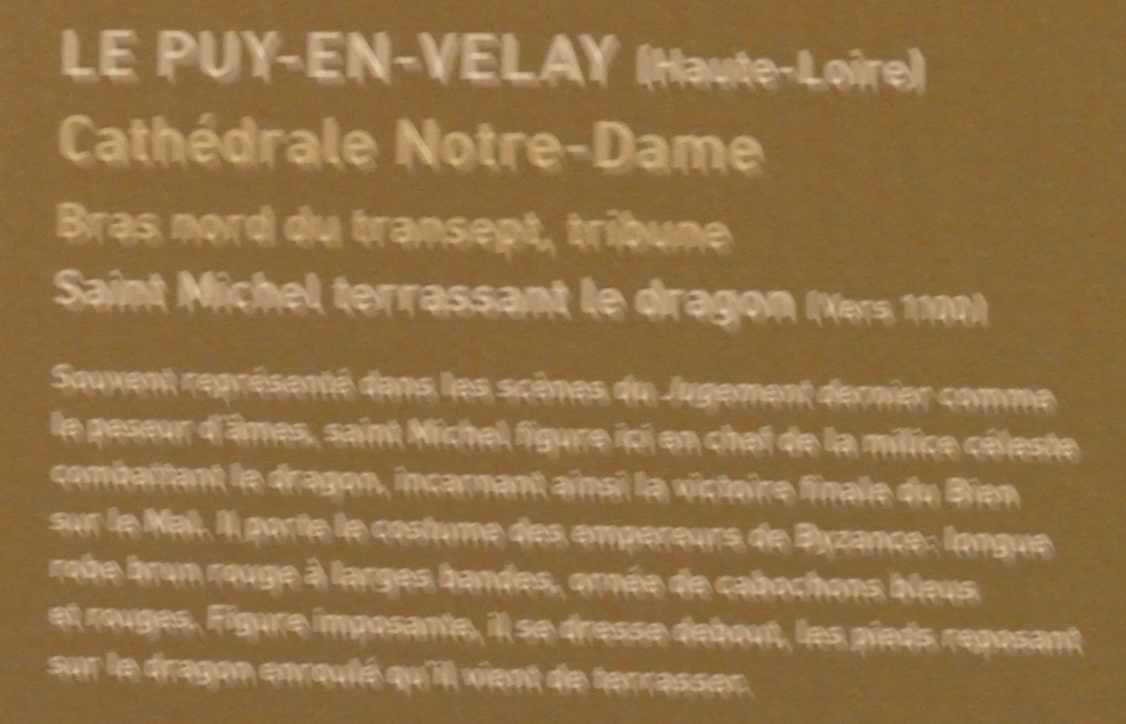 LE PUY-EN-VELAY (Haute-Loire)
Cathédrale Notre-Dame
Bras nord du transept, tribune
Saint Michel terrassant le dragon (Vers 1100)
Souvent représenté dans les scènes du Jugement dernier comme
le peseur d'âmes, saint Michel figure ici en chef de la milice céleste
combattant le dragon, incarnant ainsi la victoire finale du Bien
sur le Mal. Il porte le costume des empereurs de Byzance : longue
robe brun rouge à larges bandes, ornée de cabochons bleus
et rouges. Figure imposante, il se dresse debout, les pieds reposant
sur le dragon enroulé qu'il vient de terrasser.